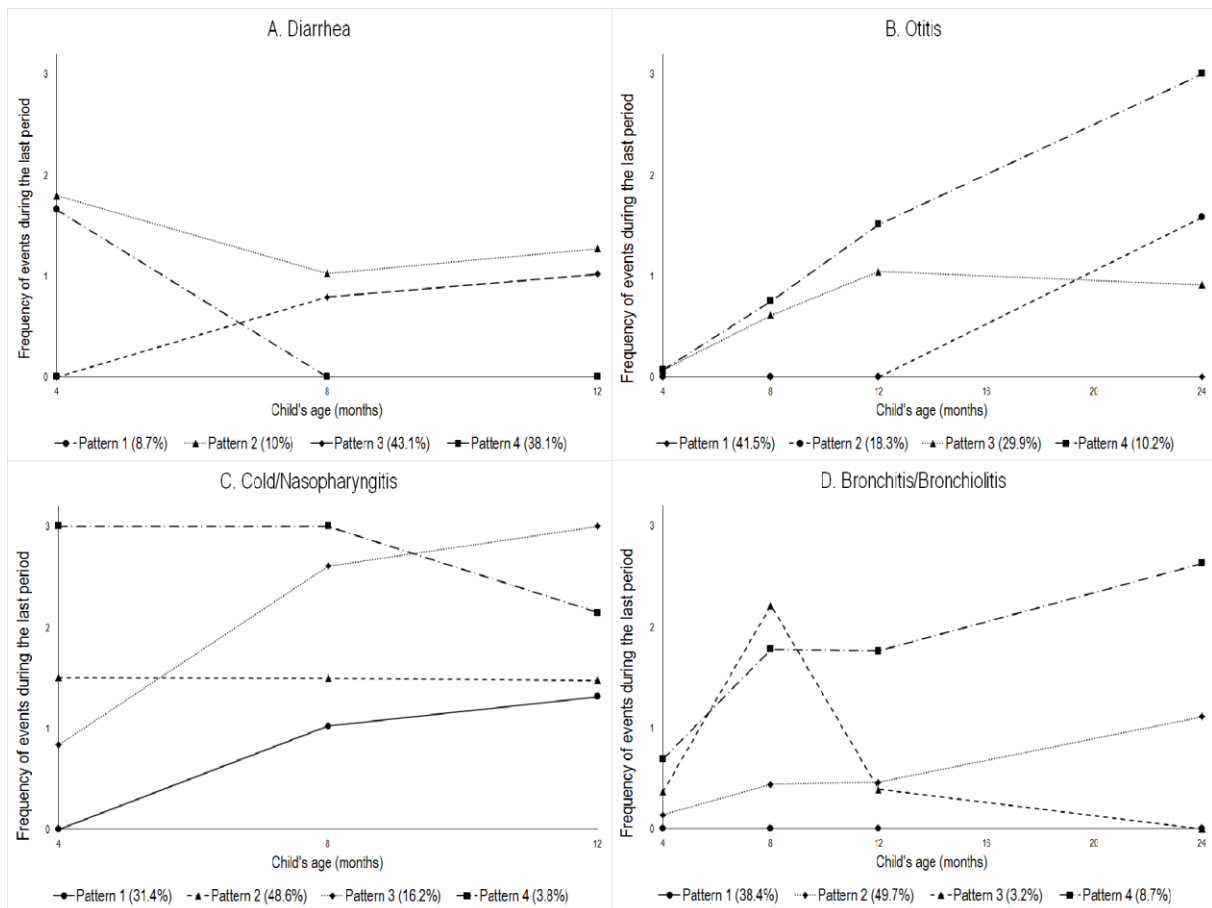 A. Diarrhea
Frequency of events during the last period
3
2
1
0
4
8
12
Child's age (months)
Pattern 1 (8.7%) Pattern 2 (10%) Pattern 3 (43.1%) Pattern 4 (38.1%)
B. Otitis
Frequency of events during the last period
3
2
1
0
4
8
12
16
20
24
Child's age (months)
Pattern 1 (41.5%) Pattern 2 (18.3%) Pattern 3 (29.9%) Pattern 4 (10.2%)
C. Cold/Nasopharyngitis
Frequency of events during the last period
3
2
1
0
4
8
12
Child's age (months)
Pattern 1 (31.4%) Pattern 2 (48.6%) Pattern 3 (16.2%) Pattern 4 (3.8%)
D. Bronchitis/Bronchiolitis
Frequency of events during the last period
3
2
1
0
4
8
12
16
20
24
Child's age (months)
Pattern 1 (38.4%) Pattern 2 (49.7%) Pattern 3 (3.2%) Pattern 4 (8.7%)